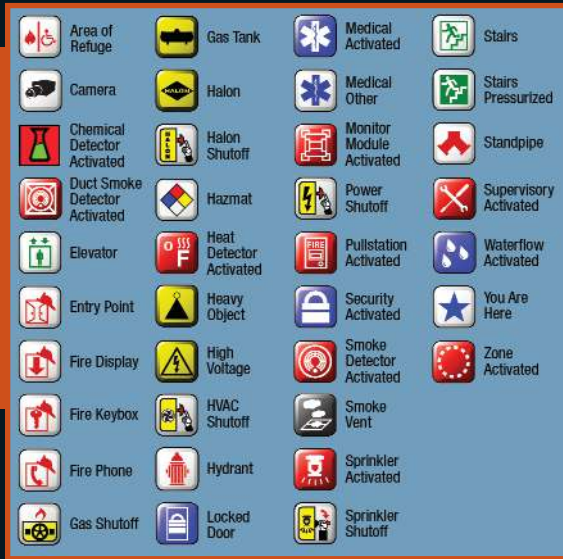 Area of
Refuge
Camera
Chemical
Detector
Activated
Duct Smoke
Detector
Activated
Elevator
Entry Point
Fire Display
Fire Keybox
Fire Phone
Gas Shutoff
Gas Tank
HALON
Halon
HALON
Halon
Shutoff
Hazmat
F
Heat
Detector
Activated
Heavy
Object
High
Voltage
HVAC
Shutoff
Hydrant
Locked
Door
Medical
Activated
Medical
Other
Monitor
Module
Activated
Power
Shutoff
FIRE
Pullstation
Activated
Security
Activated
Smoke
Detector
Activated
Smoke
Vent
Sprinkler
Activated
Sprinkler
Shutoff
Stairs
Stairs
Pressurized
Standpipe
Supervisory
Activated
Waterflow
Activated
You Are
Here
Zone
Activated